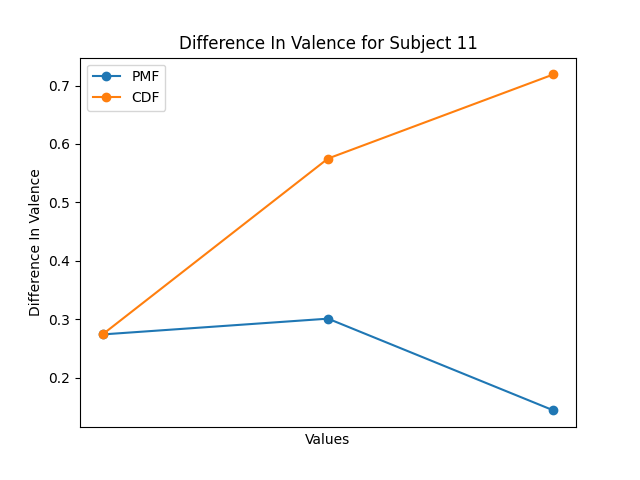 Difference In Valence for Subject 11
PMF
CDF
0.7
0.6
0.5
0.4
0.3
0.2
Difference In Valence
Values